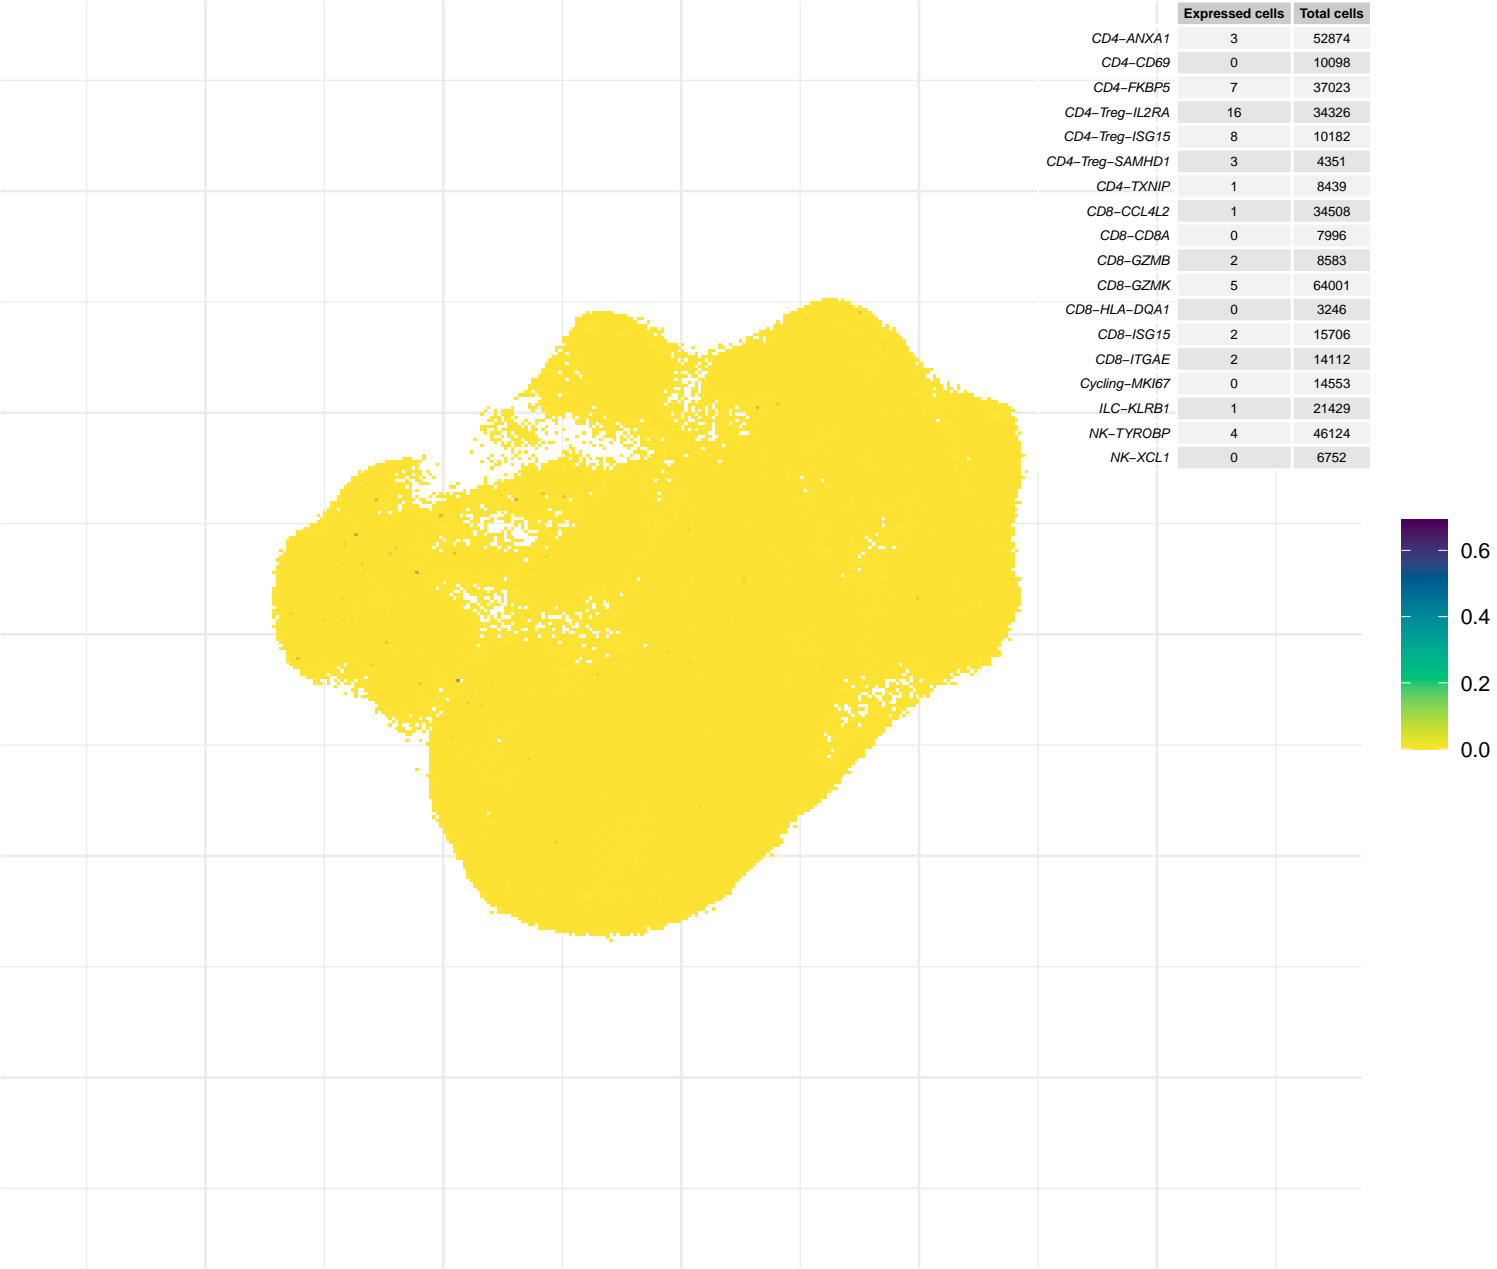 Expressed cells Total cells
CD4−ANXA1 3 52874
CD4−CD69 0 10098
CD4−FKBP5 7 37023
CD4−Treg−IL2RA 16 34326
CD4−Treg−ISG15 8 10182
CD4−Treg−SAMHD1 3 4351
CD4−TXNIP 1 8439
CD8−CCL4L2 1 34508
CD8−CD8A 0 7996
CD8−GZMB 2 8583
CD8−GZMK 5 64001
CD8−HLA−DQA1 0 3246
CD8−ISG15 2 15706
CD8−ITGAE 2 14112
Cycling−MKI67 0 14553
ILC−KLRB1 1 21429
NK−TYROBP 4 46124
NK−XCL1 0 6752
0.6
0.4
0.2
0.0